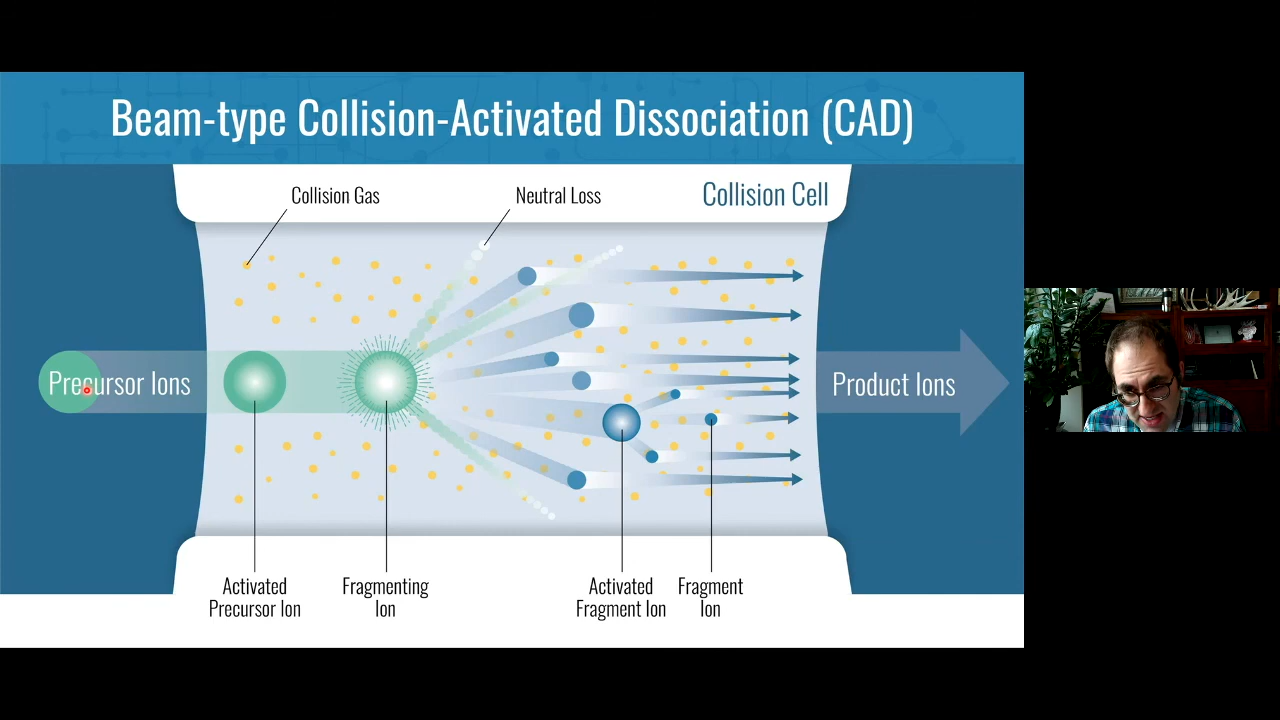 Beam-type Collision-Activated Dissociation (CAD)
Collision Gas
Neutral Loss
Collision Cell
Precursor Ions
Product Ions
Activated
Precursor Ion
Fragmenting
Ion
Activated
Fragment Ion
Fragment
Ion